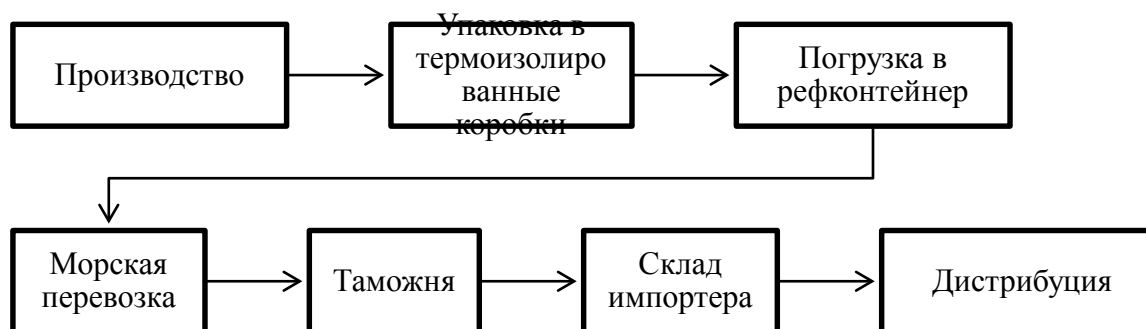 Производство
Упаковка в
термоизолиро
ванные
коробки
Погрузка в
рефконтейнер
Морская
перевозка
Таможня
Склад
импортера
Дистрибуция